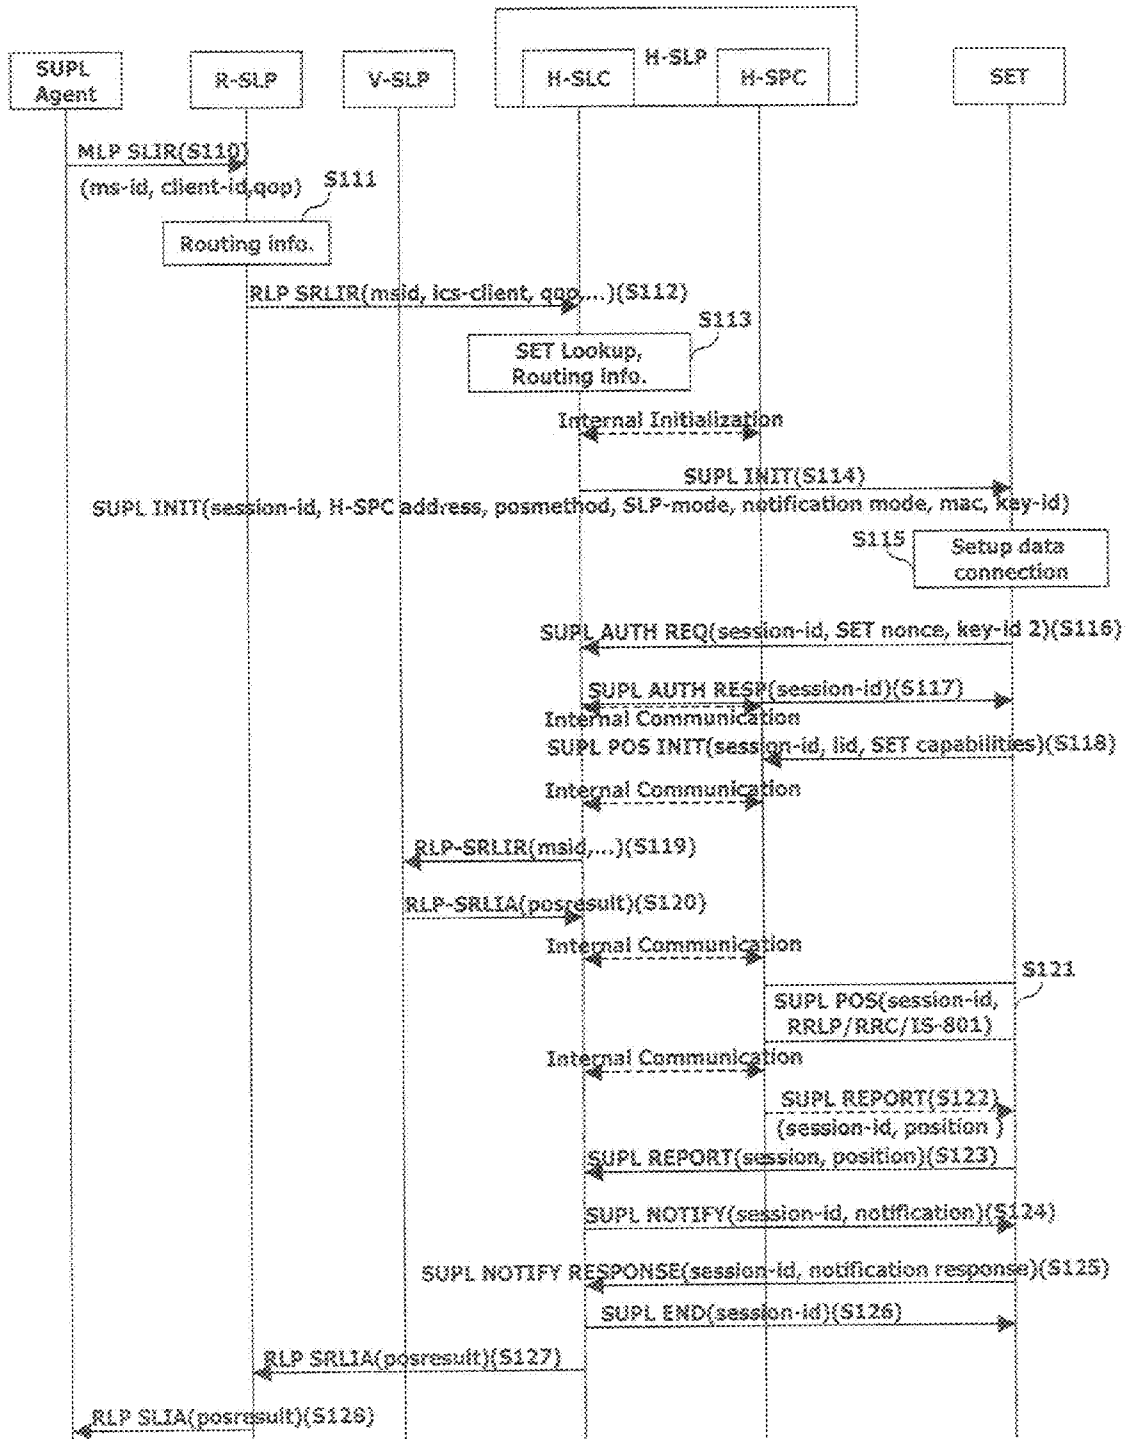 H-SLP
SUPL
Agent
R-SLP
V-SLP
H-SLC
H-SPC
SET
MLP SLIR(S110)
(ms-id, client-id,qop)
S111
Routing info.
RLP SRLIR(msid, lcs-client, qop,...)(S112)
S113
SET Lookup,
Routing info.
Internal Initialization
SUPL INIT(S114)
SUPL INIT(session-id, H-SPC address, posmethod, SLP-mode, notification mode, mac, key-id)
S115
Setup data
connection
SUPL AUTH REQ(session-id, SET nonce, key-id 2)(S116)
SUPL AUTH RESP(session-id)(S117)
Internal Communication
SUPL POS INIT(session-id, lid, SET capabilities)(S118)
Internal Communication
RLP-SRLIR(msid,...)(S119)
RLP-SRLIA(posresult)(S120)
Internal Communication
S121
SUPL POS(session-id,
RRLP/RRC/IS-801)
Internal Communication
SUPL REPORT(S122)
(session-id, position )
SUPL REPORT(session, position)(S123)
SUPL NOTIFY(session-id, notification)(S124)
SUPL NOTIFY RESPONSE(session-id, notification response)(S125)
SUPL END(session-id)(S126)
RLP SRLIA(posresult)(S127)
RLP SLIA(posresult)(S128)